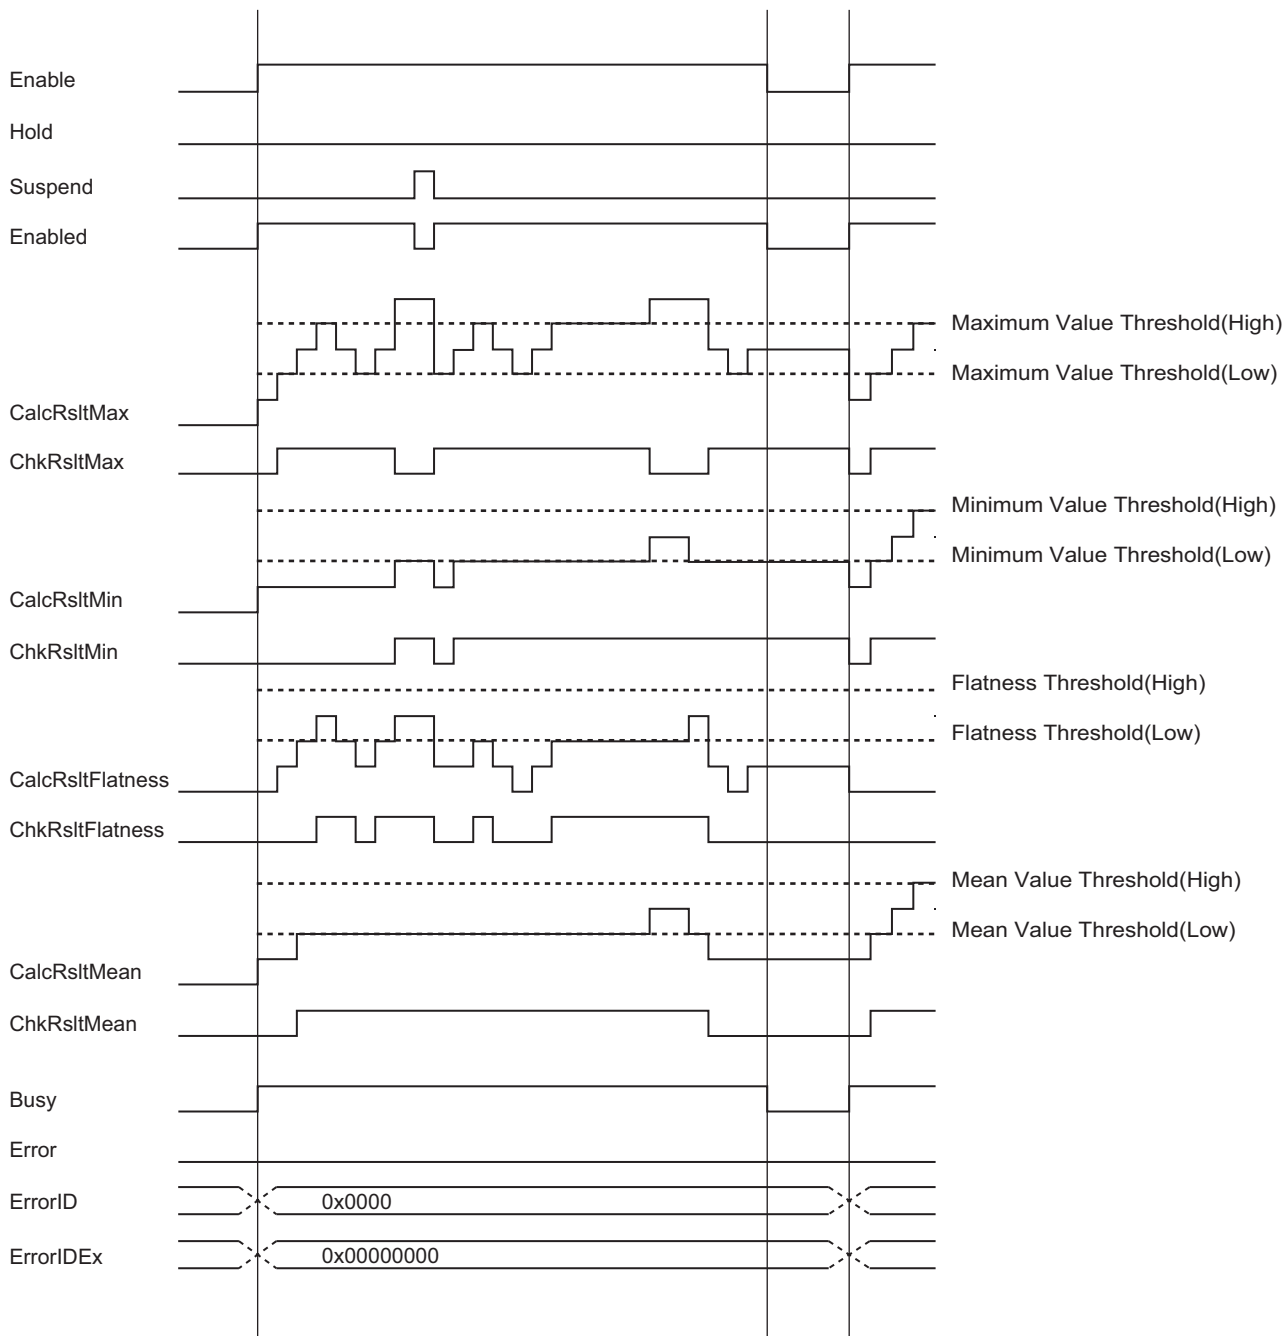 Enable
Hold
Suspend
Enabled
Maximum Value Threshold(High)
Maximum Value Threshold(Low)
CalcRsltMax
ChkRsltMax
Minimum Value Threshold(High)
Minimum Value Threshold(Low)
CalcRsltMin
ChkRsltMin
Flatness Threshold(High)
Flatness Threshold(Low)
CalcRsltFlatness
ChkRsltFlatness
Mean Value Threshold(High)
Mean Value Threshold(Low)
CalcRsltMean
ChkRsltMean
Busy
Error
ErrorID 0x0000
ErrorIDEx 0x00000000